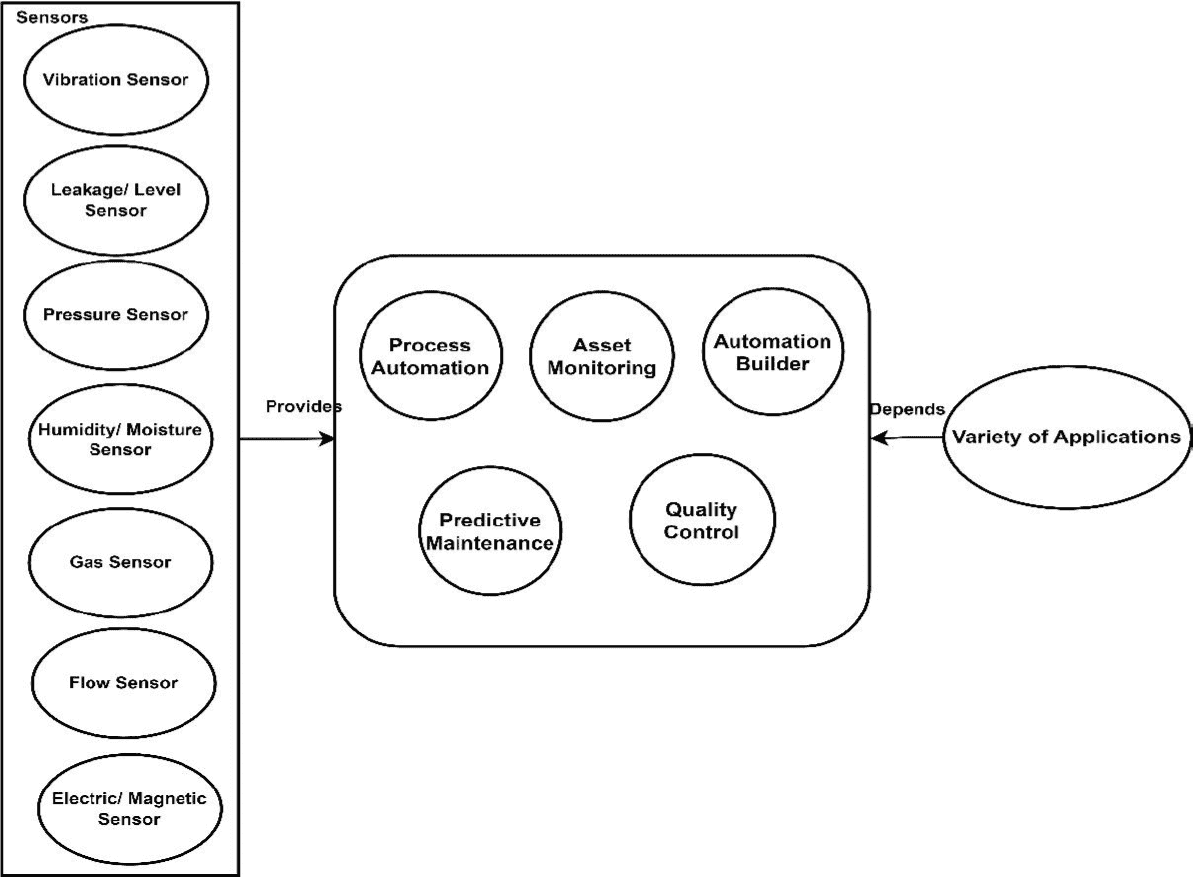 Sensors
Vibration Sensor
Leakage/ Level
Sensor
Pressure Sensor
Humidity/ Moisture
Sensor
Gas Sensor
Flow Sensor
Electric/ Magnetic
Sensor
Provides
Process
Automation
Asset
Monitoring
Automation
Builder
Predictive
Maintenance
Quality
Control
Depends
Variety of Applications